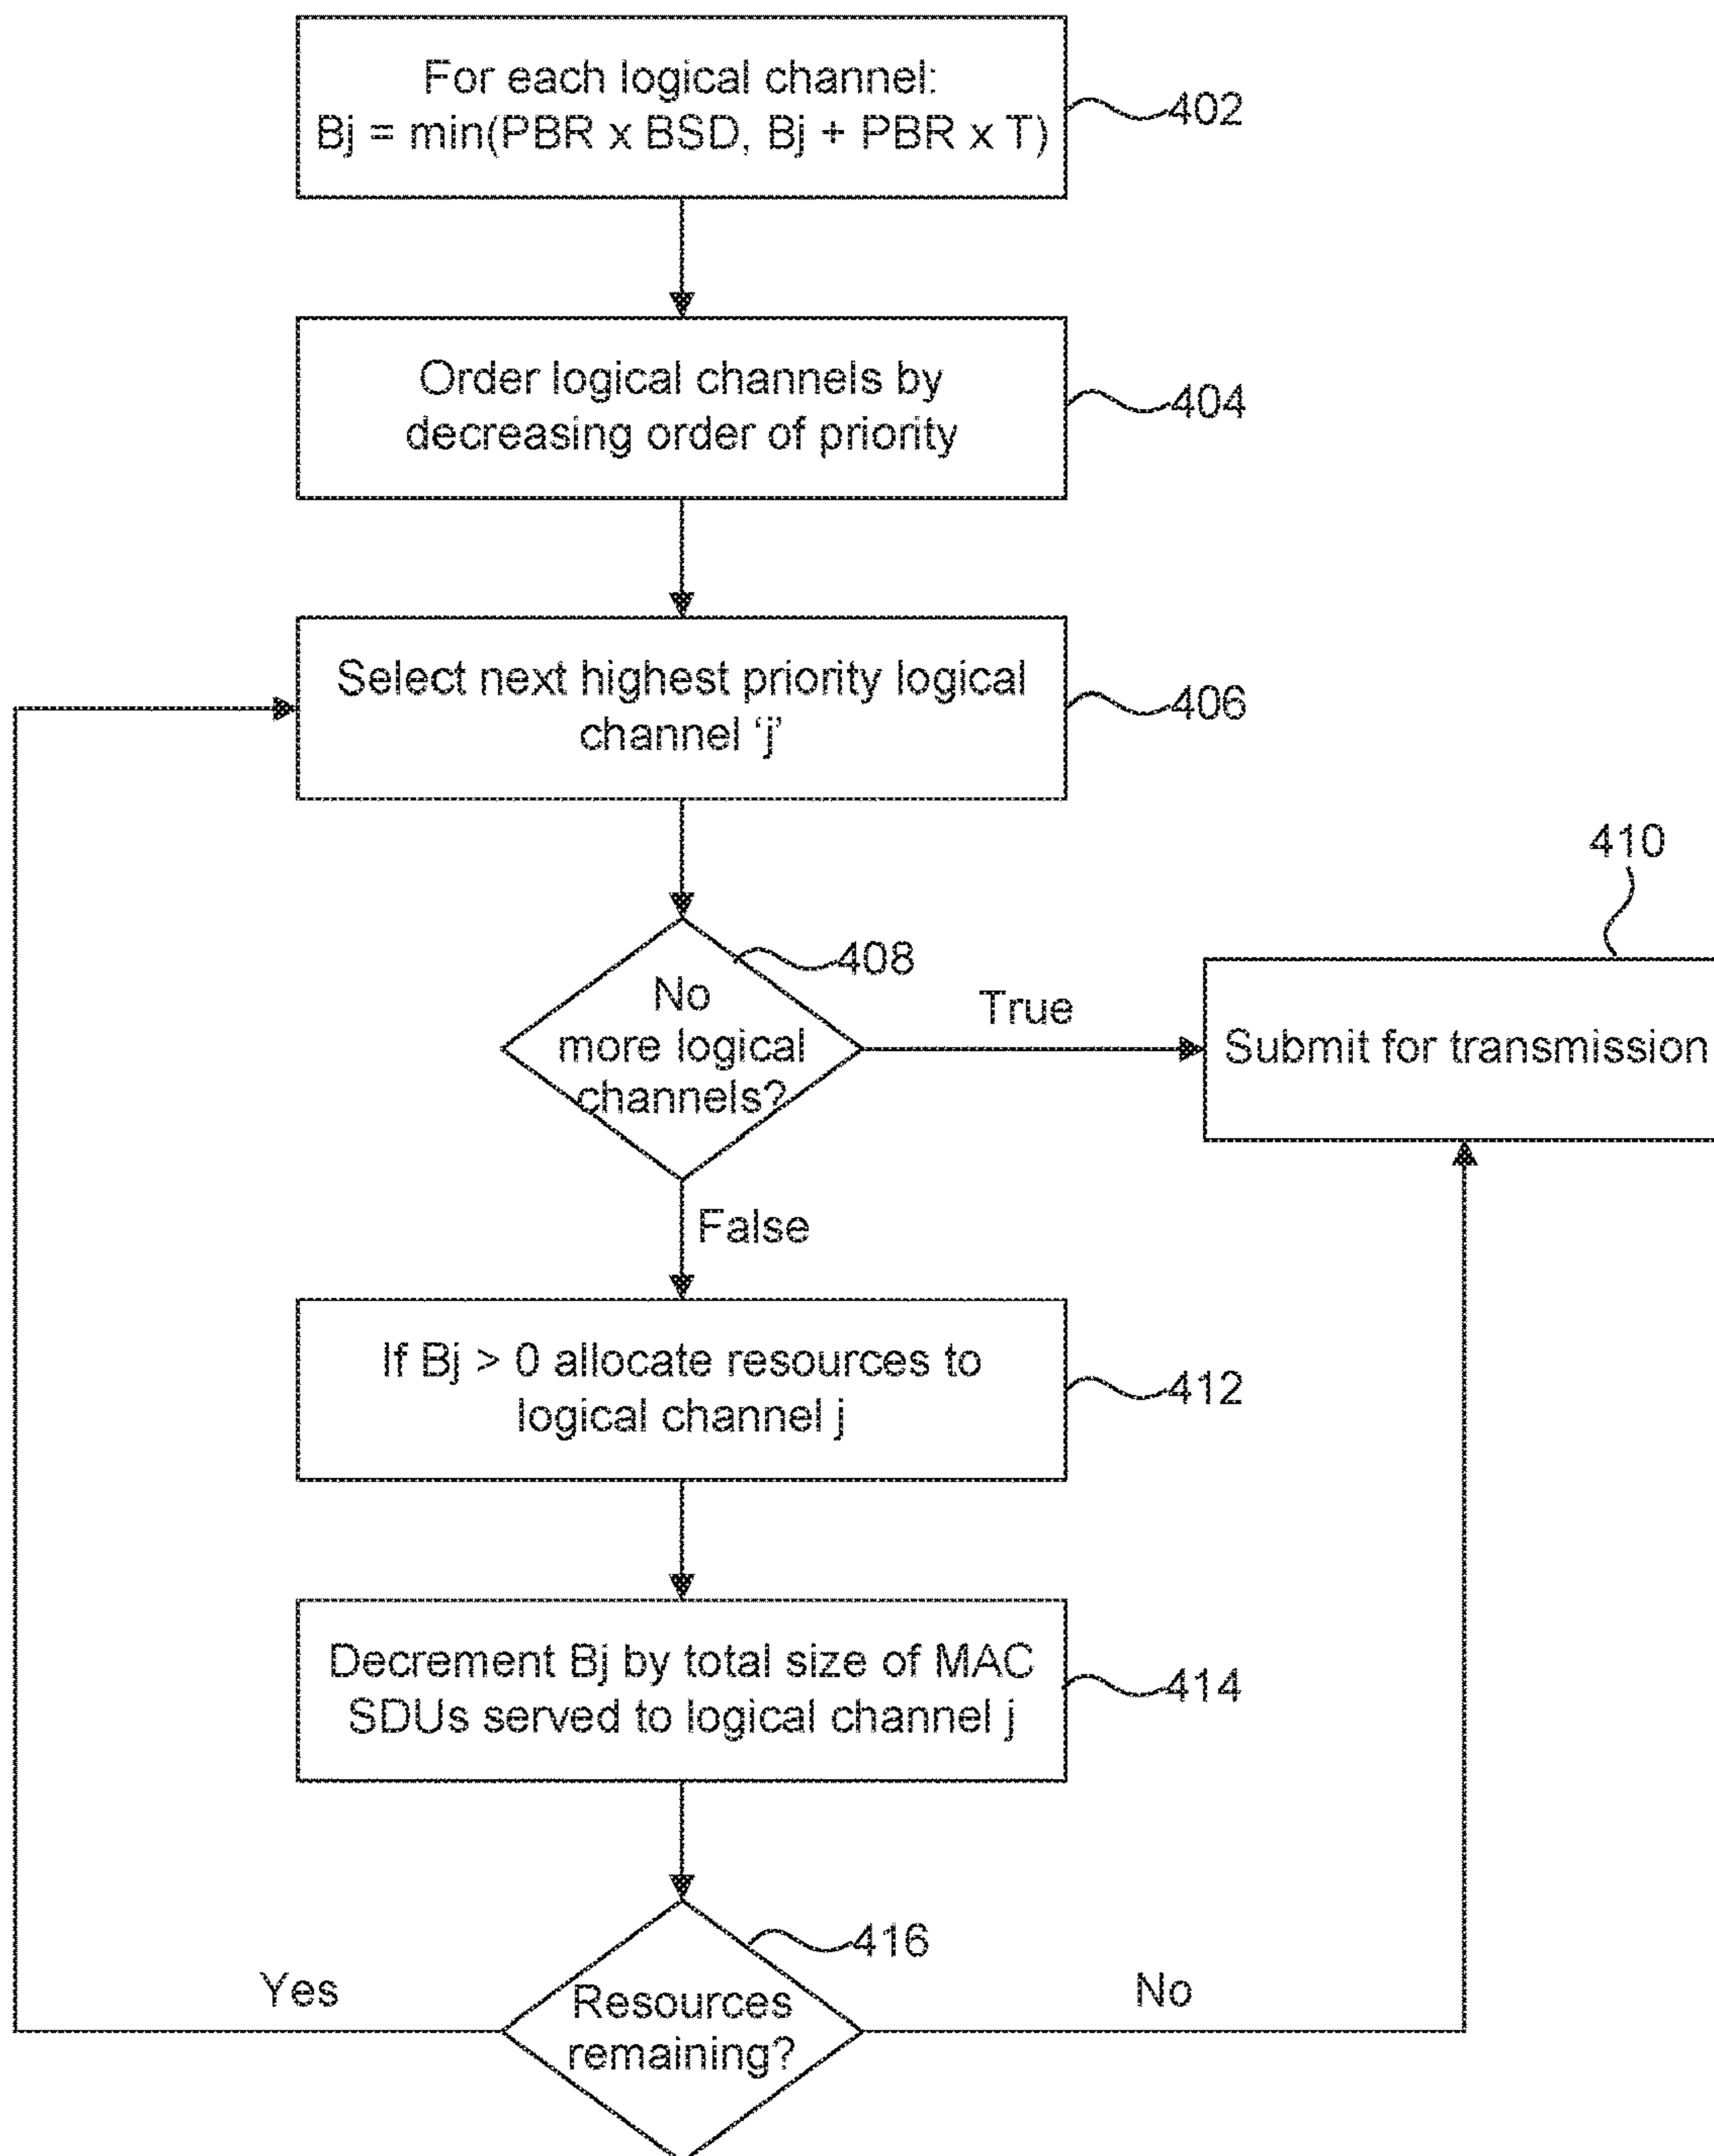 For each logical channel:
Bj = min(PBR x BSD, Bj + PBR x T)
402
Order logical channels by
decreasing order of priority
404
Select next highest priority logical
channel ‘j’
406
No
more logical
channels?
408
True
410
Submit for transmission
False
If Bj > 0 allocate resources to
logical channel j
412
Decrement Bj by total size of MAC
SDUs served to logical channel j
414
416
Yes
Resources
remaining?
No